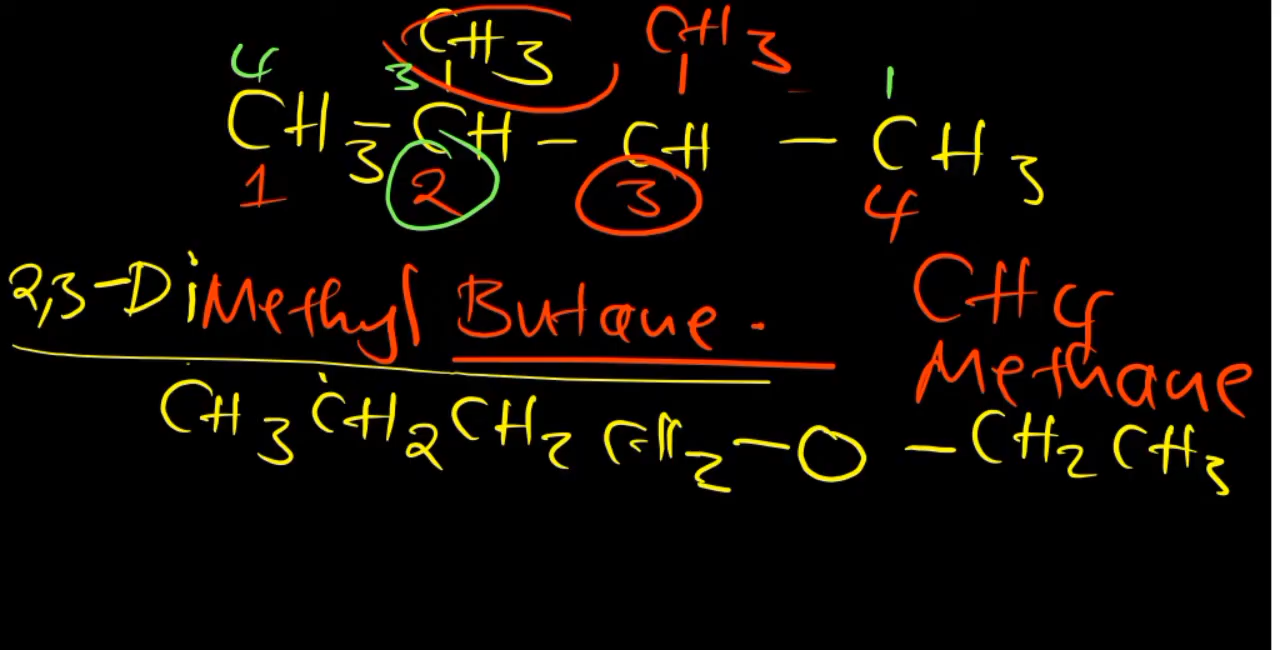 CH3 CH3
4 3 1
CH3 - CH - CH - CH3
1 2 3 4
2,3-DiMethyl Butane.
CH4
Methane
CH3CH2CH2CH2-O-CH2CH3